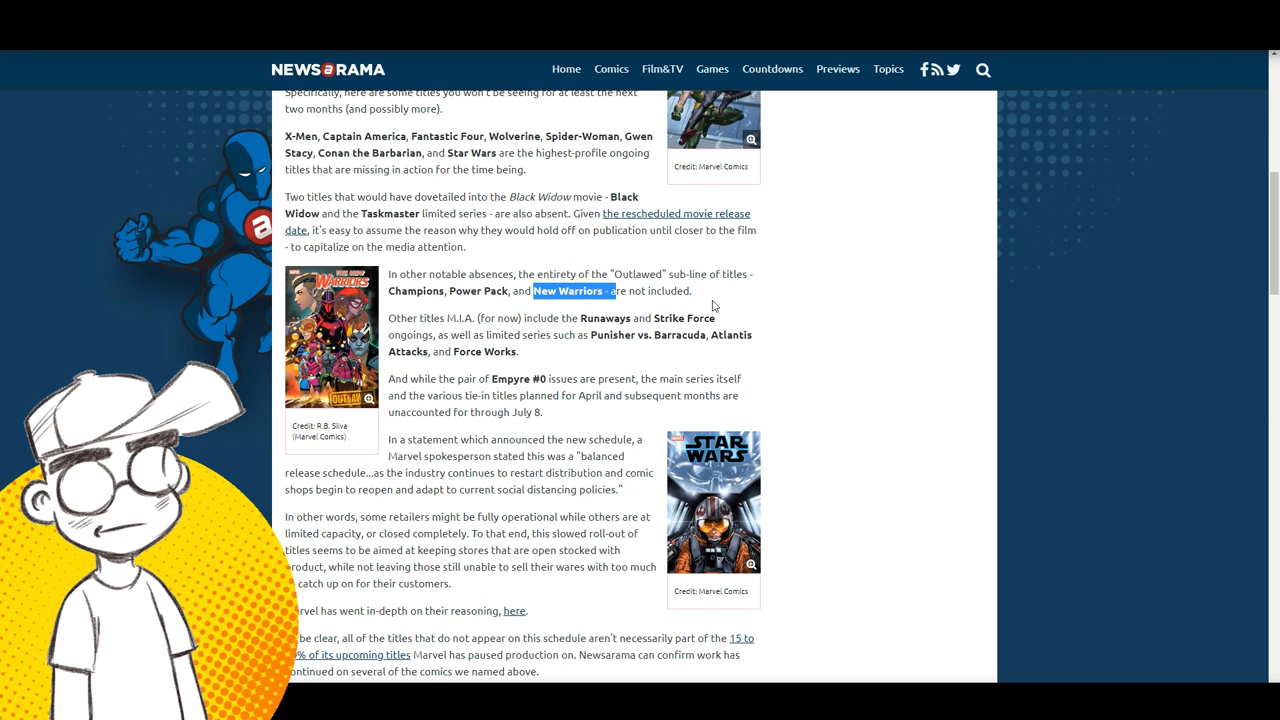 NEWSaRAMA
Home Comics Film&TV Games Countdowns Previews Topics
Specifically, here are some titles you won't be seeing for at least the next
two months (and possibly more).
X-Men, Captain America, Fantastic Four, Wolverine, Spider-Woman, Gwen
Stacy, Conan the Barbarian, and Star Wars are the highest-profile ongoing
titles that are missing in action for the time being.
Credit: Marvel Comics
Two titles that would have dovetailed into the Black Widow movie - Black
Widow and the Taskmaster limited series - are also absent. Given the rescheduled movie release
date, it's easy to assume the reason why they would hold off on publication until closer to the film
- to capitalize on the media attention.
In other notable absences, the entirety of the "Outlawed" sub-line of titles -
Champions, Power Pack, and New Warriors - are not included.
WARRIORS
OUTLAW
Credit: R.B. Silva
(Marvel Comics)
Other titles M.I.A. (for now) include the Runaways and Strike Force
ongoings, as well as limited series such as Punisher vs. Barracuda, Atlantis
Attacks, and Force Works.
And while the pair of Empyre #0 issues are present, the main series itself
and the various tie-in titles planned for April and subsequent months are
unaccounted for through July 8.
In a statement which announced the new schedule, a
Marvel spokesperson stated this was a "balanced
release schedule...as the industry continues to restart distribution and comic
shops begin to reopen and adapt to current social distancing policies."
STAR
WARS
Credit: Marvel Comics
In other words, some retailers might be fully operational while others are at
limited capacity, or closed completely. To that end, this slowed roll-out of
titles seems to be aimed at keeping stores that are open stocked with
product, while not leaving those still unable to sell their wares with too much
catch up on for their customers.
arvel has went in-depth on their reasoning, here.
be clear, all of the titles that do not appear on this schedule aren't necessarily part of the 15 to
% of its upcoming titles Marvel has paused production on. Newsarama can confirm work has
ontinued on several of the comics we named above.